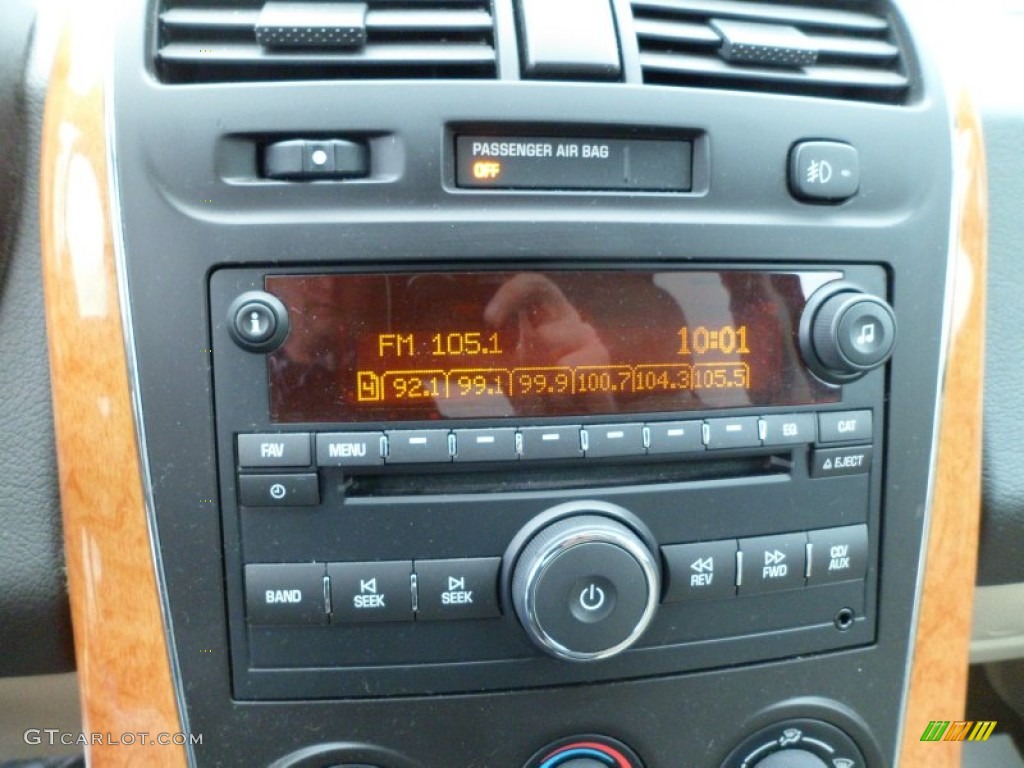 PASSENGER AIR BAG
OFF
i
FM 105.1 10:01
4 92.1 99.1 99.9 100.7 104.3 105.5
FAV MENU EQ CAT
EJECT
BAND SEEK SEEK REV FWD CD/AUX
GTCARLOT.COM